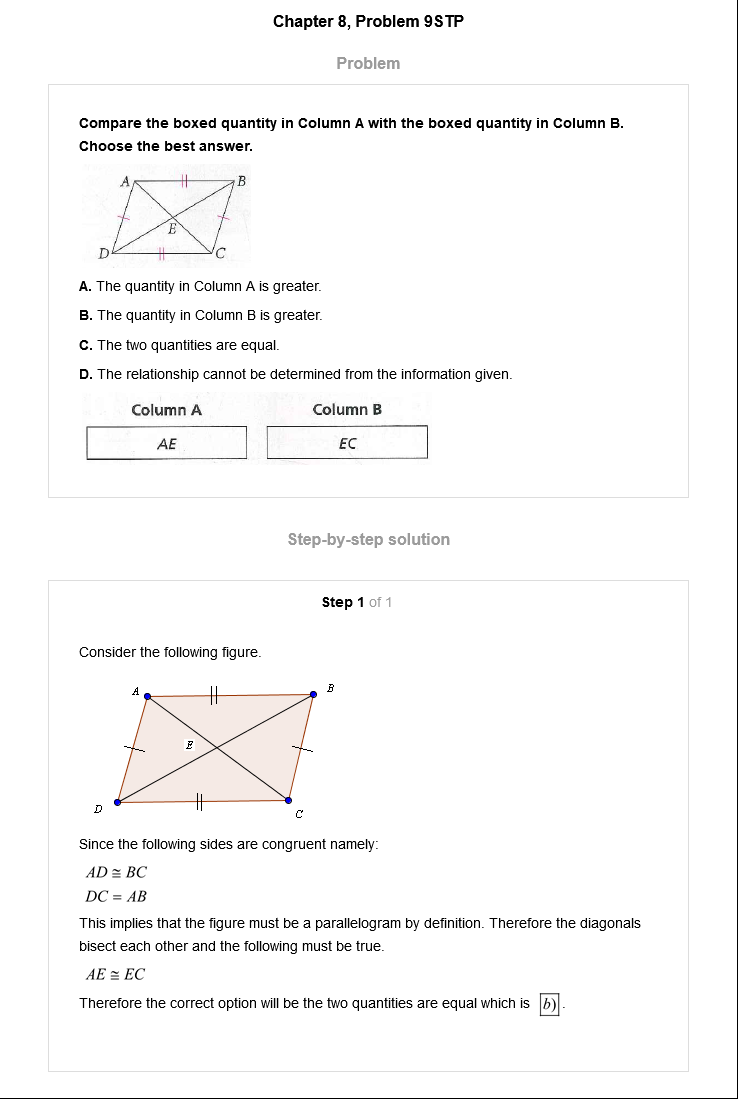 Chapter 8, Problem 9STP
Problem
Compare the boxed quantity in Column A with the boxed quantity in Column B.
Choose the best answer.
A B
E
D C
A. The quantity in Column A is greater.
B. The quantity in Column B is greater.
C. The two quantities are equal.
D. The relationship cannot be determined from the information given.
Column A Column B
AE EC
Step-by-step solution
Step 1 of 1
Consider the following figure.
A B
E
D C
Since the following sides are congruent namely:
AD ≅ BC
DC = AB
This implies that the figure must be a parallelogram by definition. Therefore the diagonals
bisect each other and the following must be true.
AE ≅ EC
Therefore the correct option will be the two quantities are equal which is b) .